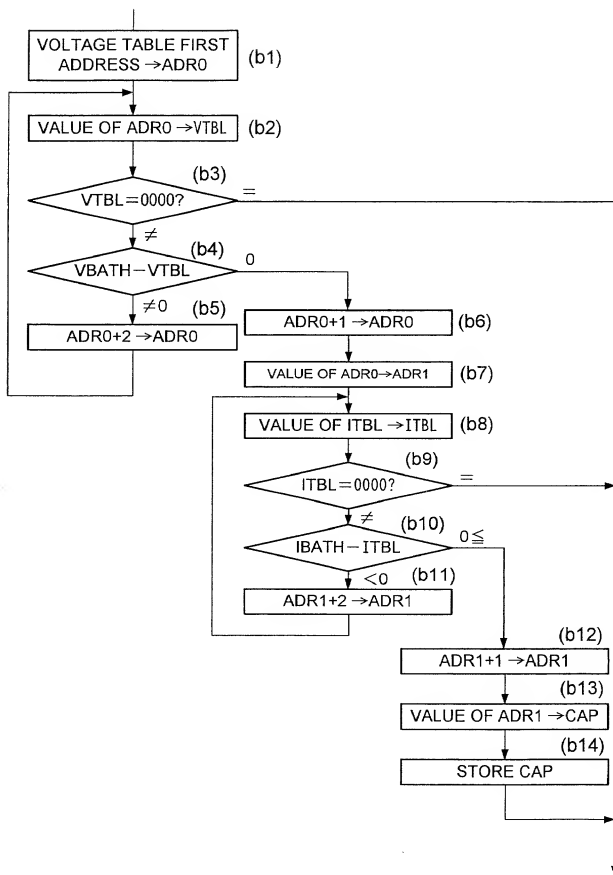 VOLTAGE TABLE FIRST
ADDRESS →ADR0
(b1)
VALUE OF ADR0 →VTBL
(b2)
(b3)
VTBL=0000?
=
≠
(b4)
VBATH−VTBL
0
≠0
(b5)
ADR0+2 →ADR0
ADR0+1 →ADR0
(b6)
VALUE OF ADR0→ADR1
(b7)
VALUE OF ITBL →ITBL
(b8)
(b9)
ITBL=0000?
=
≠
(b10)
IBATH−ITBL
0≦
<0
(b11)
ADR1+2 →ADR1
(b12)
ADR1+1 →ADR1
(b13)
VALUE OF ADR1 →CAP
(b14)
STORE CAP